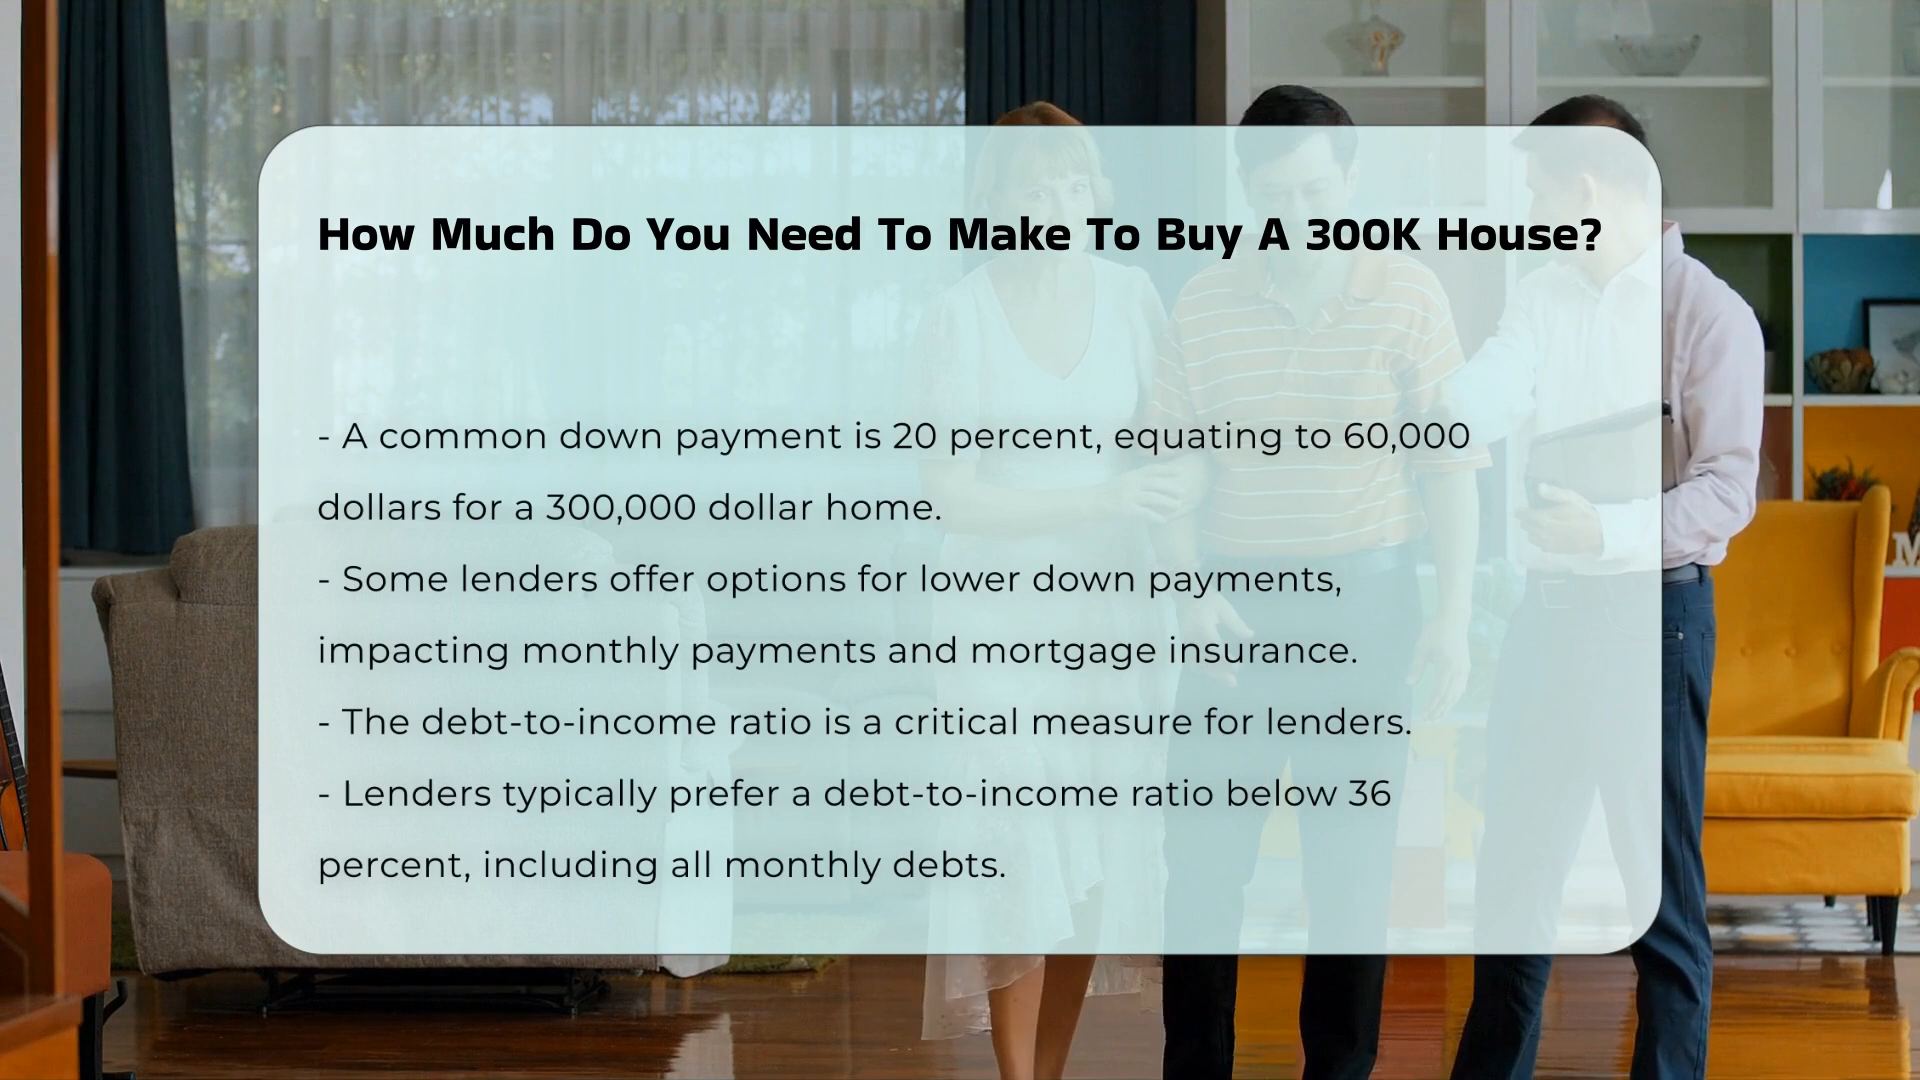 How Much Do You Need To Make To Buy A 300K House?
- A common down payment is 20 percent, equating to 60,000
dollars for a 300,000 dollar home.
- Some lenders offer options for lower down payments,
impacting monthly payments and mortgage insurance.
- The debt-to-income ratio is a critical measure for lenders.
- Lenders typically prefer a debt-to-income ratio below 36
percent, including all monthly debts.